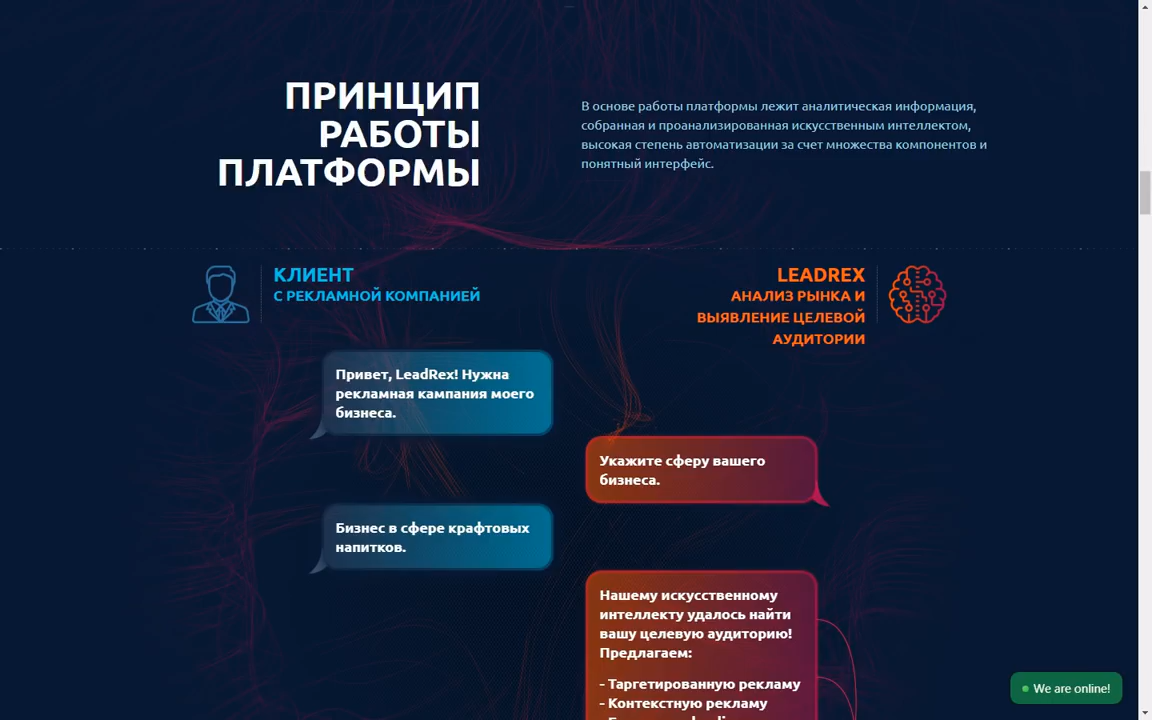 ПРИНЦИП
РАБОТЫ
ПЛАТФОРМЫ
В основе работы платформы лежит аналитическая информация,
собранная и проанализированная искусственным интеллектом,
высокая степень автоматизации за счет множества компонентов и
понятный интерфейс.
КЛИЕНТ
С РЕКЛАМНОЙ КОМПАНИЕЙ
LEADREX
АНАЛИЗ РЫНКА И
ВЫЯВЛЕНИЕ ЦЕЛЕВОЙ
АУДИТОРИИ
Привет, LeadRex! Нужна
рекламная кампания моего
бизнеса.
Укажите сферу вашего
бизнеса.
Бизнес в сфере крафтовых
напитков.
Нашему искусственному
интеллекту удалось найти
вашу целевую аудиторию!
Предлагаем:
- Таргетированную рекламу
- Контекстную рекламу
We are online!